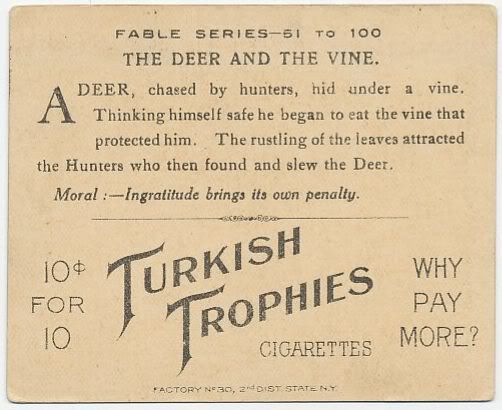 FABLE SERIES—51 TO 100
THE DEER AND THE VINE.
A DEER, chased by hunters, hid under a vine.
Thinking himself safe he began to eat the vine that
protected him. The rustling of the leaves attracted
the Hunters who then found and slew the Deer.
Moral:—Ingratitude brings its own penalty.
10¢
FOR
10
TURKISH
TROPHIES
CIGARETTES
WHY
PAY
MORE?
FACTORY Nº30, 2ND DIST. STATE N.Y.